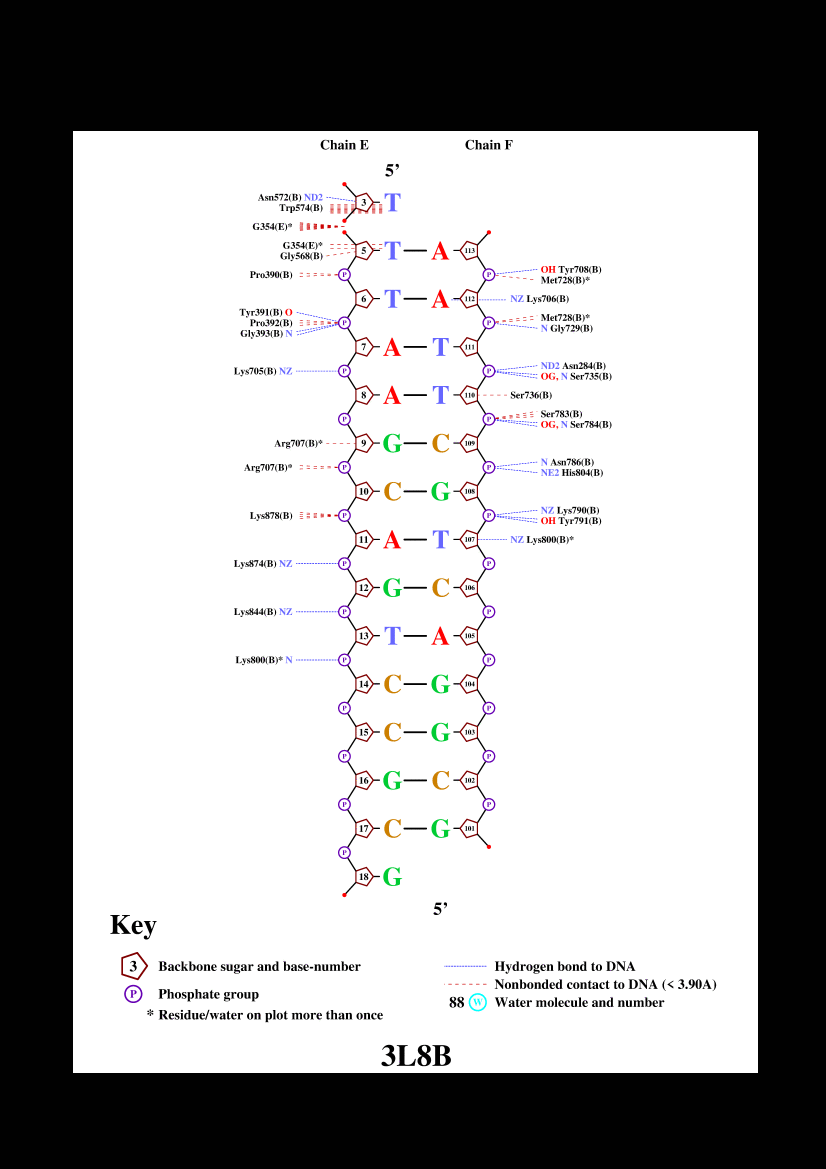 Chain E Chain F
5’
Asn572(B) ND2 3 T
Trp574(B)
G354(E)*
G354(E)* 5 T A 113
Gly568(B)
Pro390(B) P P OH Tyr708(B)
Met728(B)*
6 T A 112 NZ Lys706(B)
Tyr391(B) O
Pro392(B) P P Met728(B)*
Gly393(B) N N Gly729(B)
7 A T 111
Lys705(B) NZ P P ND2 Asn284(B)
OG, N Ser735(B)
8 A T 110 Ser736(B)
P P Ser783(B)
OG, N Ser784(B)
Arg707(B)* 9 G C 109
Arg707(B)* P P N Asn786(B)
NE2 His804(B)
10 C G 108
Lys878(B) P P NZ Lys790(B)
OH Tyr791(B)
11 A T 107 NZ Lys800(B)*
Lys874(B) NZ P P
12 G C 106
Lys844(B) NZ P P
13 T A 105
Lys800(B)* N P P
14 C G 104
P P
15 C G 103
P P
16 G C 102
P P
17 C G 101
P
18 G
5’
Key
3 Backbone sugar and base-number
P Phosphate group
* Residue/water on plot more than once
Hydrogen bond to DNA
Nonbonded contact to DNA (< 3.90A)
88 W Water molecule and number
3L8B